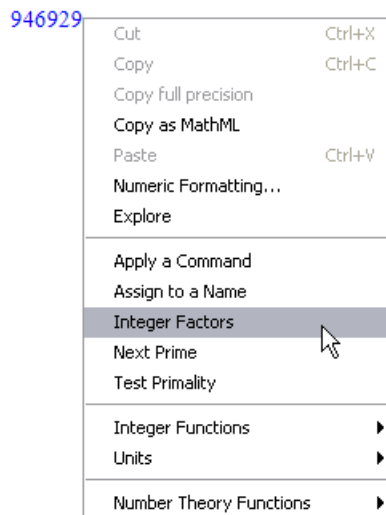 946929
Cut Ctrl+X
Copy Ctrl+C
Copy full precision
Copy as MathML
Paste Ctrl+V
Numeric Formatting...
Explore
Apply a Command
Assign to a Name
Integer Factors
Next Prime
Test Primality
Integer Functions
Units
Number Theory Functions